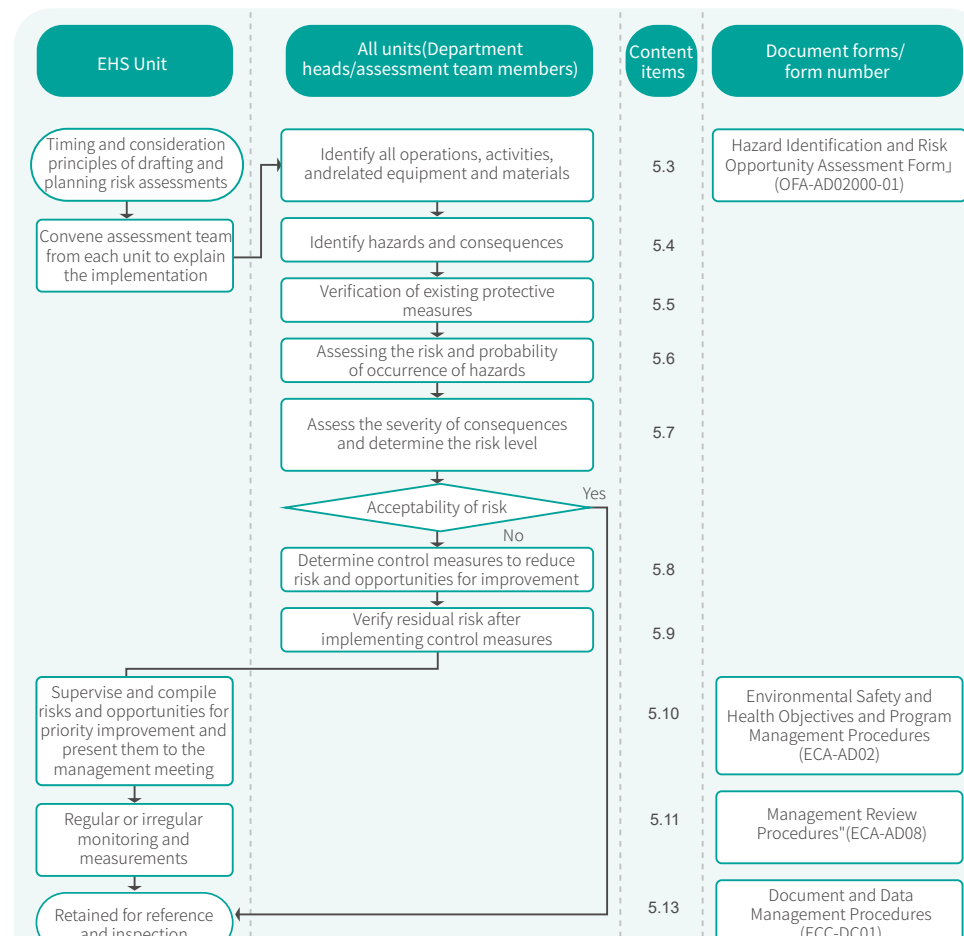 EHS Unit
All units(Department
heads/assessment team members)
Content
items
Document forms/
form number
Timing and consideration
principles of drafting and
planning risk assessments
Convene assessment team
from each unit to explain
the implementation
Identify all operations, activities,
andrelated equipment and materials
5.3
Hazard Identification and Risk
Opportunity Assessment Form」
(OFA-AD02000-01)
Identify hazards and consequences
5.4
Verification of existing protective
measures
5.5
Assessing the risk and probability
of occurrence of hazards
5.6
Assess the severity of consequences
and determine the risk level
5.7
Acceptability of risk
Yes
No
Determine control measures to reduce
risk and opportunities for improvement
5.8
Verify residual risk after
implementing control measures
5.9
Supervise and compile
risks and opportunities for
priority improvement and
present them to the
management meeting
5.10
Environmental Safety and
Health Objectives and Program
Management Procedures
(ECA-AD02)
Regular or irregular
monitoring and
measurements
5.11
Management Review
Procedures"(ECA-AD08)
Retained for reference
and inspection
5.13
Document and Data
Management Procedures
(ECC-DC01)